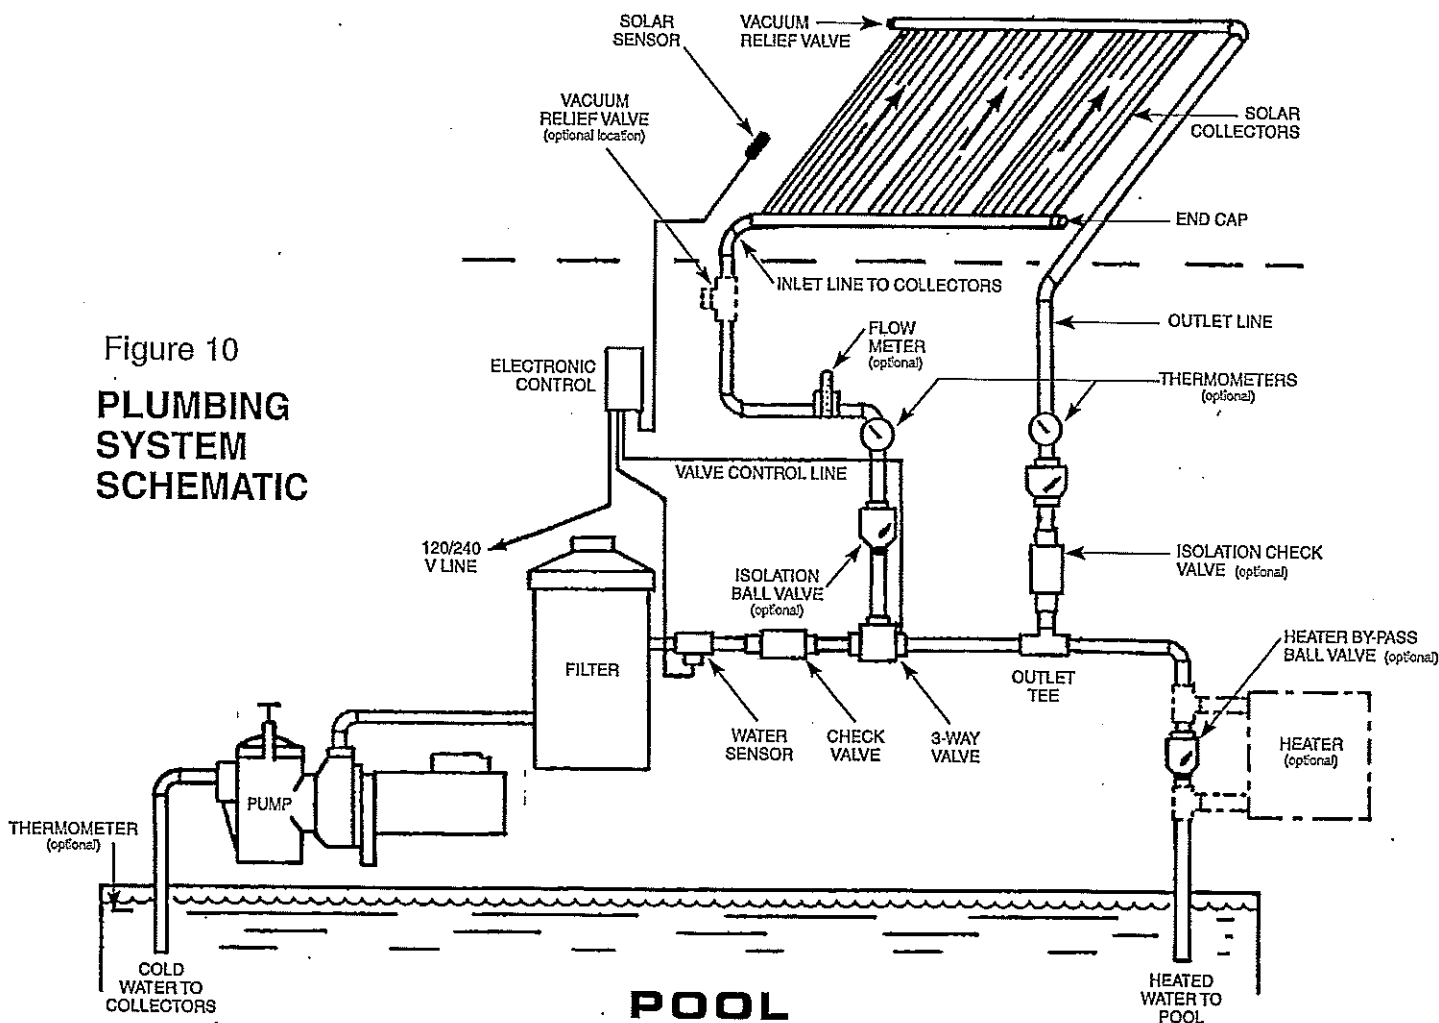 SOLAR
SENSOR
VACUUM
RELIEF VALVE
VACUUM
RELIEF VALVE
(optional location)
SOLAR
COLLECTORS
END CAP
INLET LINE TO COLLECTORS
OUTLET LINE
Figure 10
PLUMBING
SYSTEM
SCHEMATIC
ELECTRONIC
CONTROL
FLOW
METER
(optional)
THERMOMETERS
(optional)
VALVE CONTROL LINE
120/240
V LINE
ISOLATION
BALL VALVE
(optional)
ISOLATION CHECK
VALVE (optional)
FILTER
OUTLET
TEE
HEATER BY-PASS
BALL VALVE (optional)
WATER
SENSOR
CHECK
VALVE
3-WAY
VALVE
HEATER
(optional)
PUMP
THERMOMETER
(optional)
COLD
WATER TO
COLLECTORS
POOL
HEATED
WATER TO
POOL